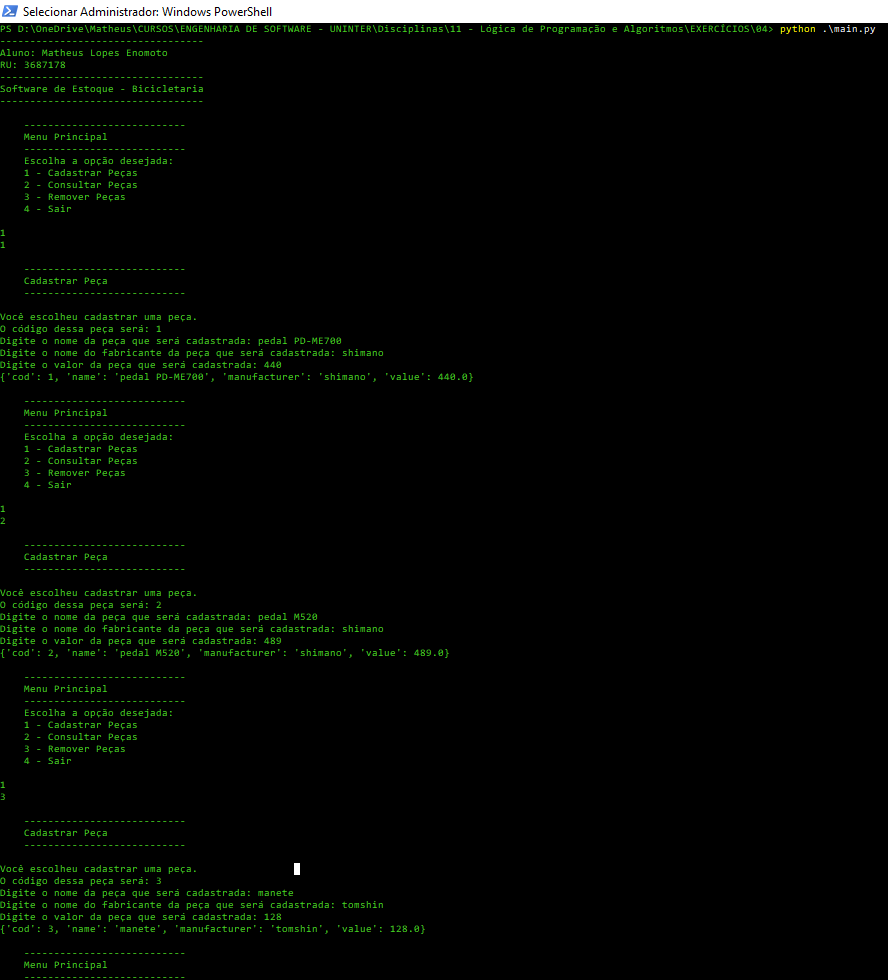 Selecionar Administrador: Windows PowerShell
PS D:\OneDrive\Matheus\CURSOS\ENGENHARIA DE SOFTWARE - UNINTER\Disciplinas\11 - Lógica de Programação e Algoritmos\EXERCÍCIOS\04> python .\main.py
----------------------------------
Aluno: Matheus Lopes Enomoto
RU: 3687178
----------------------------------
Software de Estoque - Bicicletaria
----------------------------------
---------------------------
Menu Principal
---------------------------
Escolha a opção desejada:
1 - Cadastrar Peças
2 - Consultar Peças
3 - Remover Peças
4 - Sair
1
1
---------------------------
Cadastrar Peça
---------------------------
Você escolheu cadastrar uma peça.
O código dessa peça será: 1
Digite o nome da peça que será cadastrada: pedal PD-ME700
Digite o nome do fabricante da peça que será cadastrada: shimano
Digite o valor da peça que será cadastrada: 440
{'cod': 1, 'name': 'pedal PD-ME700', 'manufacturer': 'shimano', 'value': 440.0}
---------------------------
Menu Principal
---------------------------
Escolha a opção desejada:
1 - Cadastrar Peças
2 - Consultar Peças
3 - Remover Peças
4 - Sair
1
2
---------------------------
Cadastrar Peça
---------------------------
Você escolheu cadastrar uma peça.
O código dessa peça será: 2
Digite o nome da peça que será cadastrada: pedal M520
Digite o nome do fabricante da peça que será cadastrada: shimano
Digite o valor da peça que será cadastrada: 489
{'cod': 2, 'name': 'pedal M520', 'manufacturer': 'shimano', 'value': 489.0}
---------------------------
Menu Principal
---------------------------
Escolha a opção desejada:
1 - Cadastrar Peças
2 - Consultar Peças
3 - Remover Peças
4 - Sair
1
3
---------------------------
Cadastrar Peça
---------------------------
Você escolheu cadastrar uma peça.
O código dessa peça será: 3
Digite o nome da peça que será cadastrada: manete
Digite o nome do fabricante da peça que será cadastrada: tomshin
Digite o valor da peça que será cadastrada: 128
{'cod': 3, 'name': 'manete', 'manufacturer': 'tomshin', 'value': 128.0}
---------------------------
Menu Principal
---------------------------